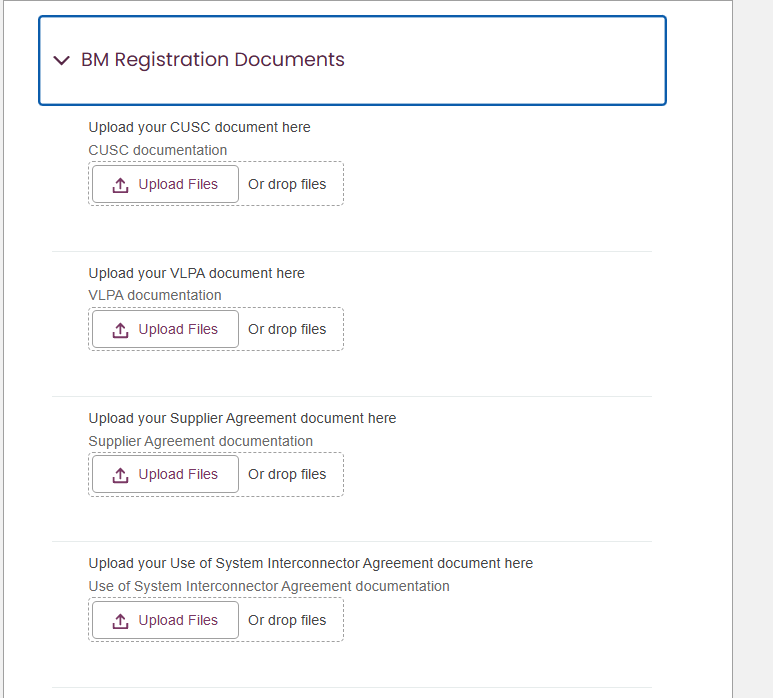 BM Registration Documents
Upload your CUSC document here
CUSC documentation
Upload Files Or drop files
Upload your VLPA document here
VLPA documentation
Upload Files Or drop files
Upload your Supplier Agreement document here
Supplier Agreement documentation
Upload Files Or drop files
Upload your Use of System Interconnector Agreement document here
Use of System Interconnector Agreement documentation
Upload Files Or drop files